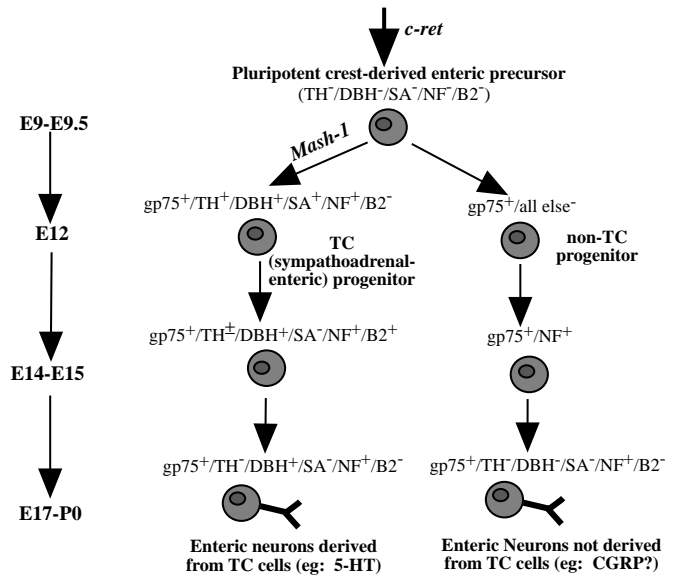 c-ret
Pluripotent crest-derived enteric precursor
(TH⁻/DBH⁻/SA⁻/NF⁻/B2⁻)
E9-E9.5
Mash-1
gp75⁺/TH⁺/DBH⁺/SA⁺/NF⁺/B2⁻
gp75⁺/all else⁻
E12
TC
(sympathoadrenal-
enteric) progenitor
non-TC
progenitor
gp75⁺/TH±/DBH⁺/SA⁻/NF⁺/B2⁺
gp75⁺/NF⁺
E14-E15
gp75⁺/TH⁻/DBH⁺/SA⁻/NF⁺/B2⁻
gp75⁺/TH⁻/DBH⁻/SA⁻/NF⁺/B2⁻
E17-P0
Enteric neurons derived
from TC cells (eg: 5-HT)
Enteric Neurons not derived
from TC cells (eg: CGRP?)